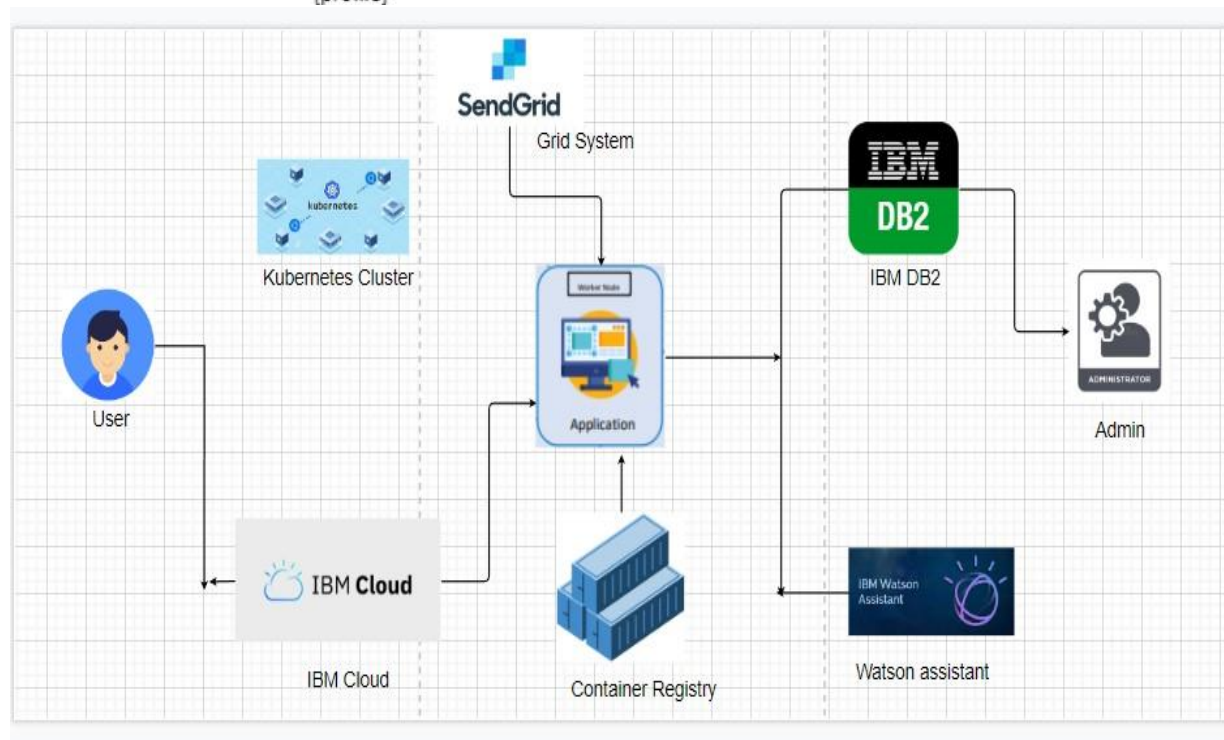 SendGrid
Grid System
kubernetes
Kubernetes Cluster
User
Worker Node
Application
IBM
DB2
IBM DB2
ADMINISTRATOR
Admin
IBM Cloud
IBM Cloud
Container Registry
IBM Watson
Assistant
Watson assistant